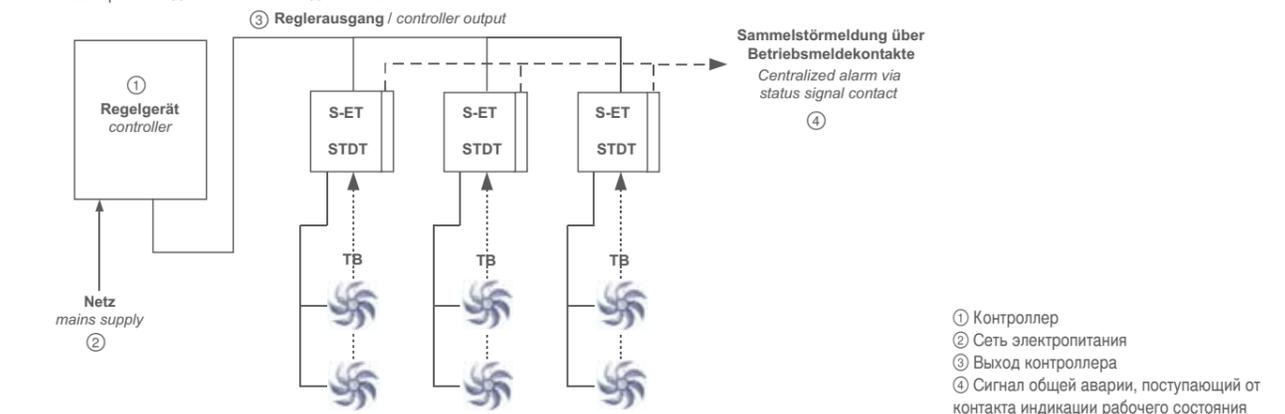 ③ Reglerausgang / controller output
Sammelstörmeldung über
Betriebsmeldekontakte
Centralized alarm via
status signal contact
④
①
Regelgerät
controller
S-ET
STDT
S-ET
STDT
S-ET
STDT
TB
TB
TB
Netz
mains supply
②
① Контроллер
② Сеть электропитания
③ Выход контроллера
④ Сигнал общей аварии, поступающий от
контакта индикации рабочего состояния